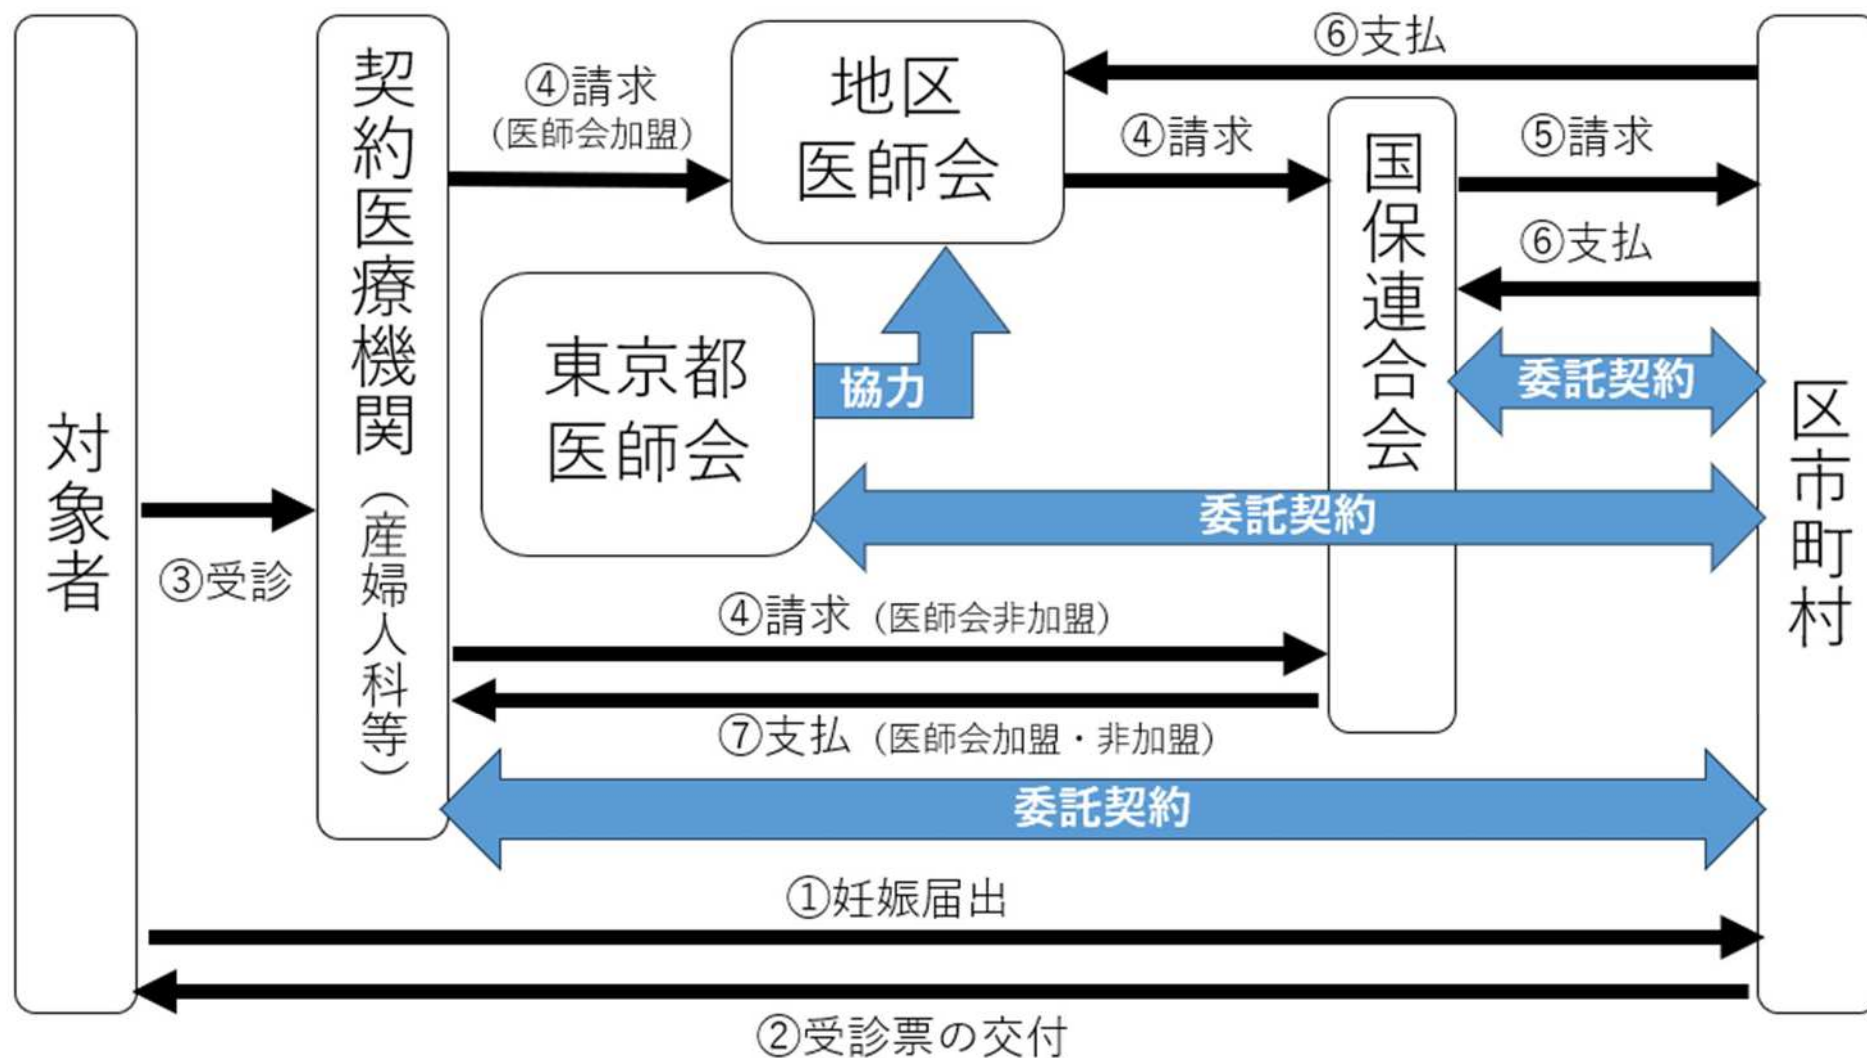 対象者
契約医療機関（産婦人科等）
④請求
（医師会加盟）
地区
医師会
⑥支払
④請求
国保連合会
⑤請求
⑥支払
東京都
医師会
協力
委託契約
委託契約
区市町村
③受診
④請求（医師会非加盟）
⑦支払（医師会加盟・非加盟）
委託契約
①妊娠届出
②受診票の交付